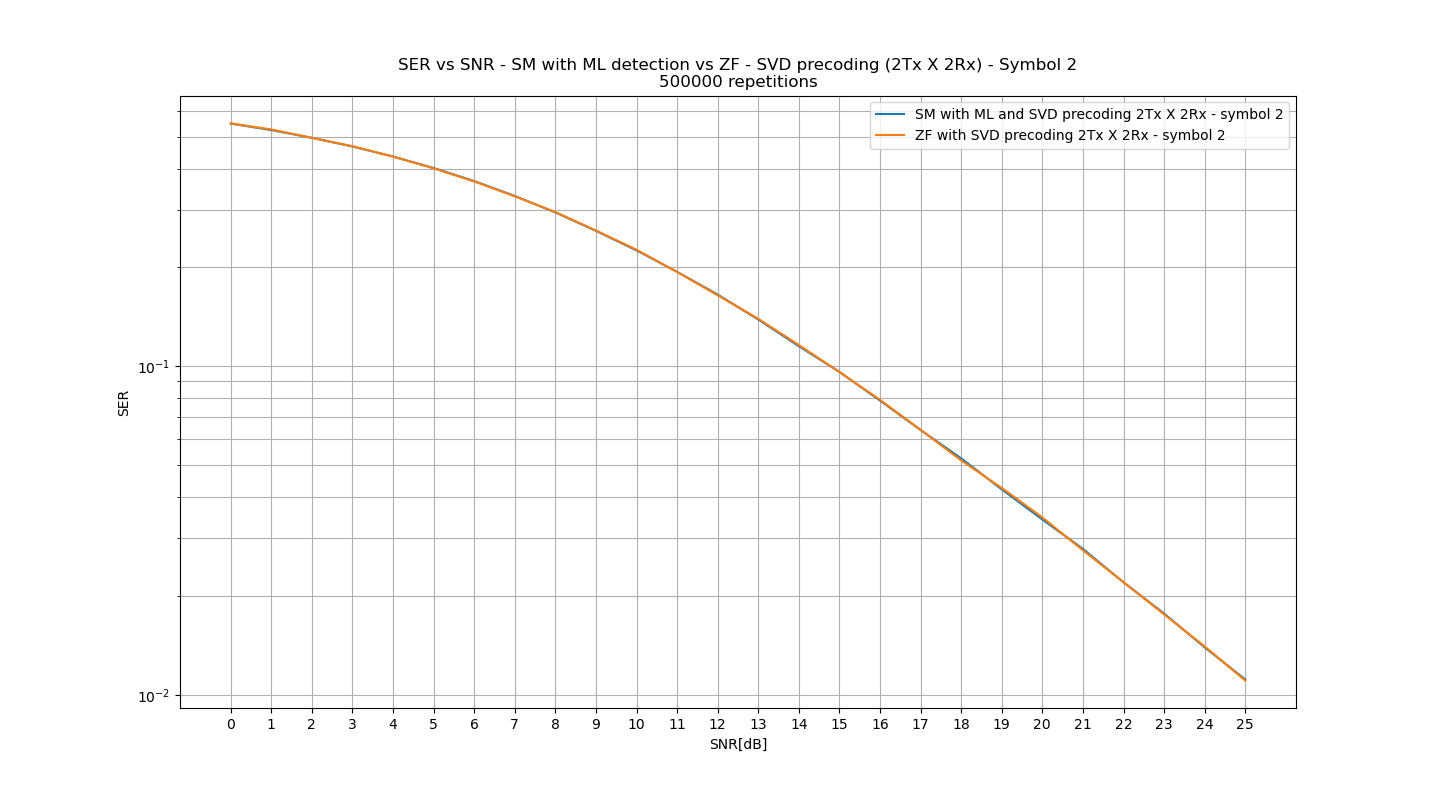 SER vs SNR - SM with ML detection vs ZF - SVD precoding (2Tx X 2Rx) - Symbol 2
500000 repetitions
SM with ML and SVD precoding 2Tx X 2Rx - symbol 2
ZF with SVD precoding 2Tx X 2Rx - symbol 2
10⁻¹
SER
10⁻²
0 1 2 3 4 5 6 7 8 9 10 11 12 13 14 15 16 17 18 19 20 21 22 23 24 25
SNR[dB]